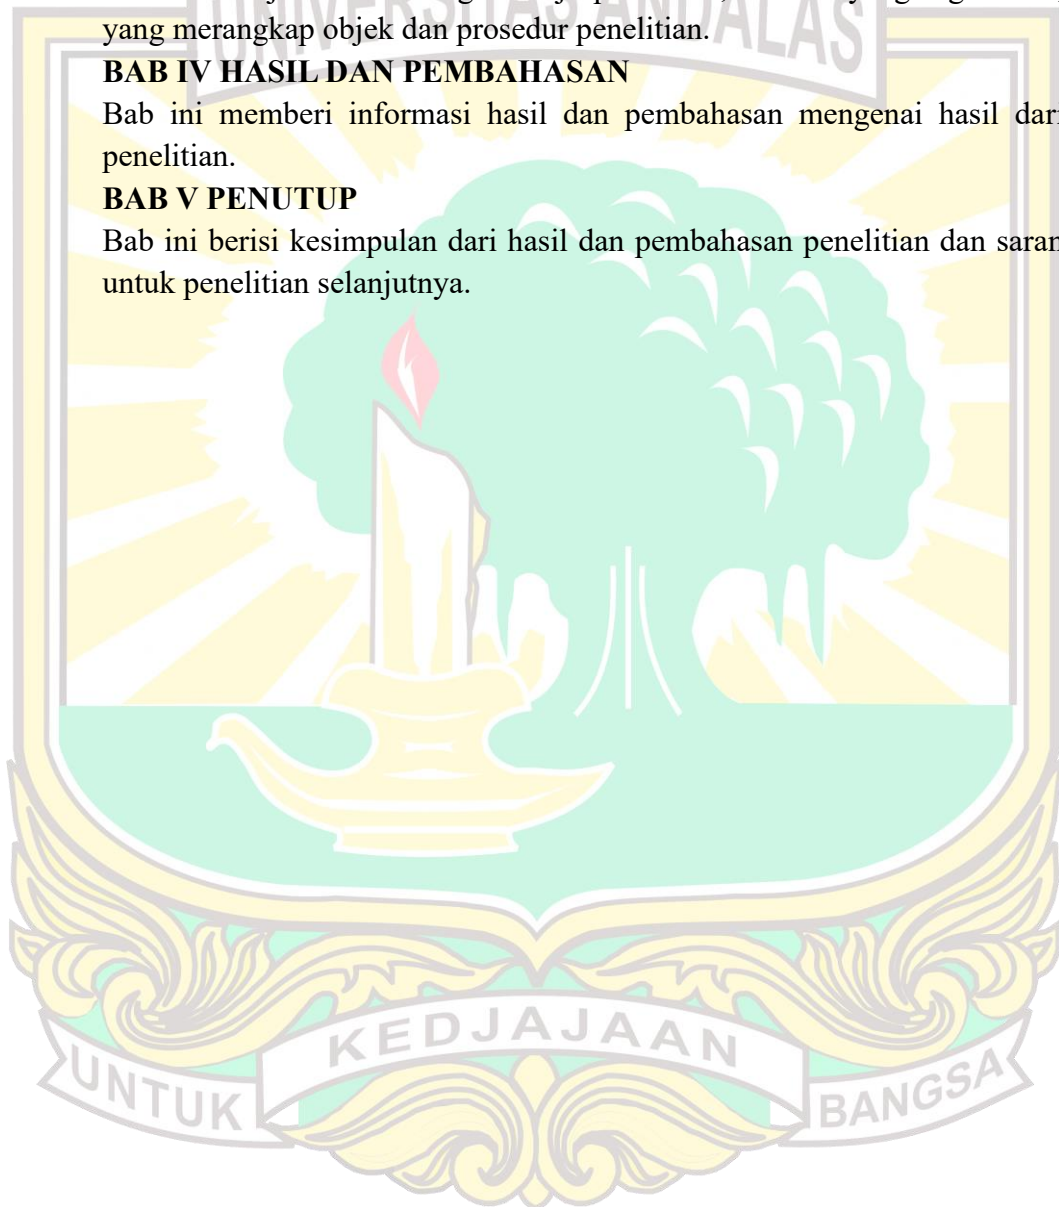 UNIVERSITAS ANDALAS
yang merangkap objek dan prosedur penelitian.
BAB IV HASIL DAN PEMBAHASAN
Bab ini memberi informasi hasil dan pembahasan mengenai hasil dari
penelitian.
BAB V PENUTUP
Bab ini berisi kesimpulan dari hasil dan pembahasan penelitian dan saran
untuk penelitian selanjutnya.
UNTUK KEDJAJAAN BANGSA